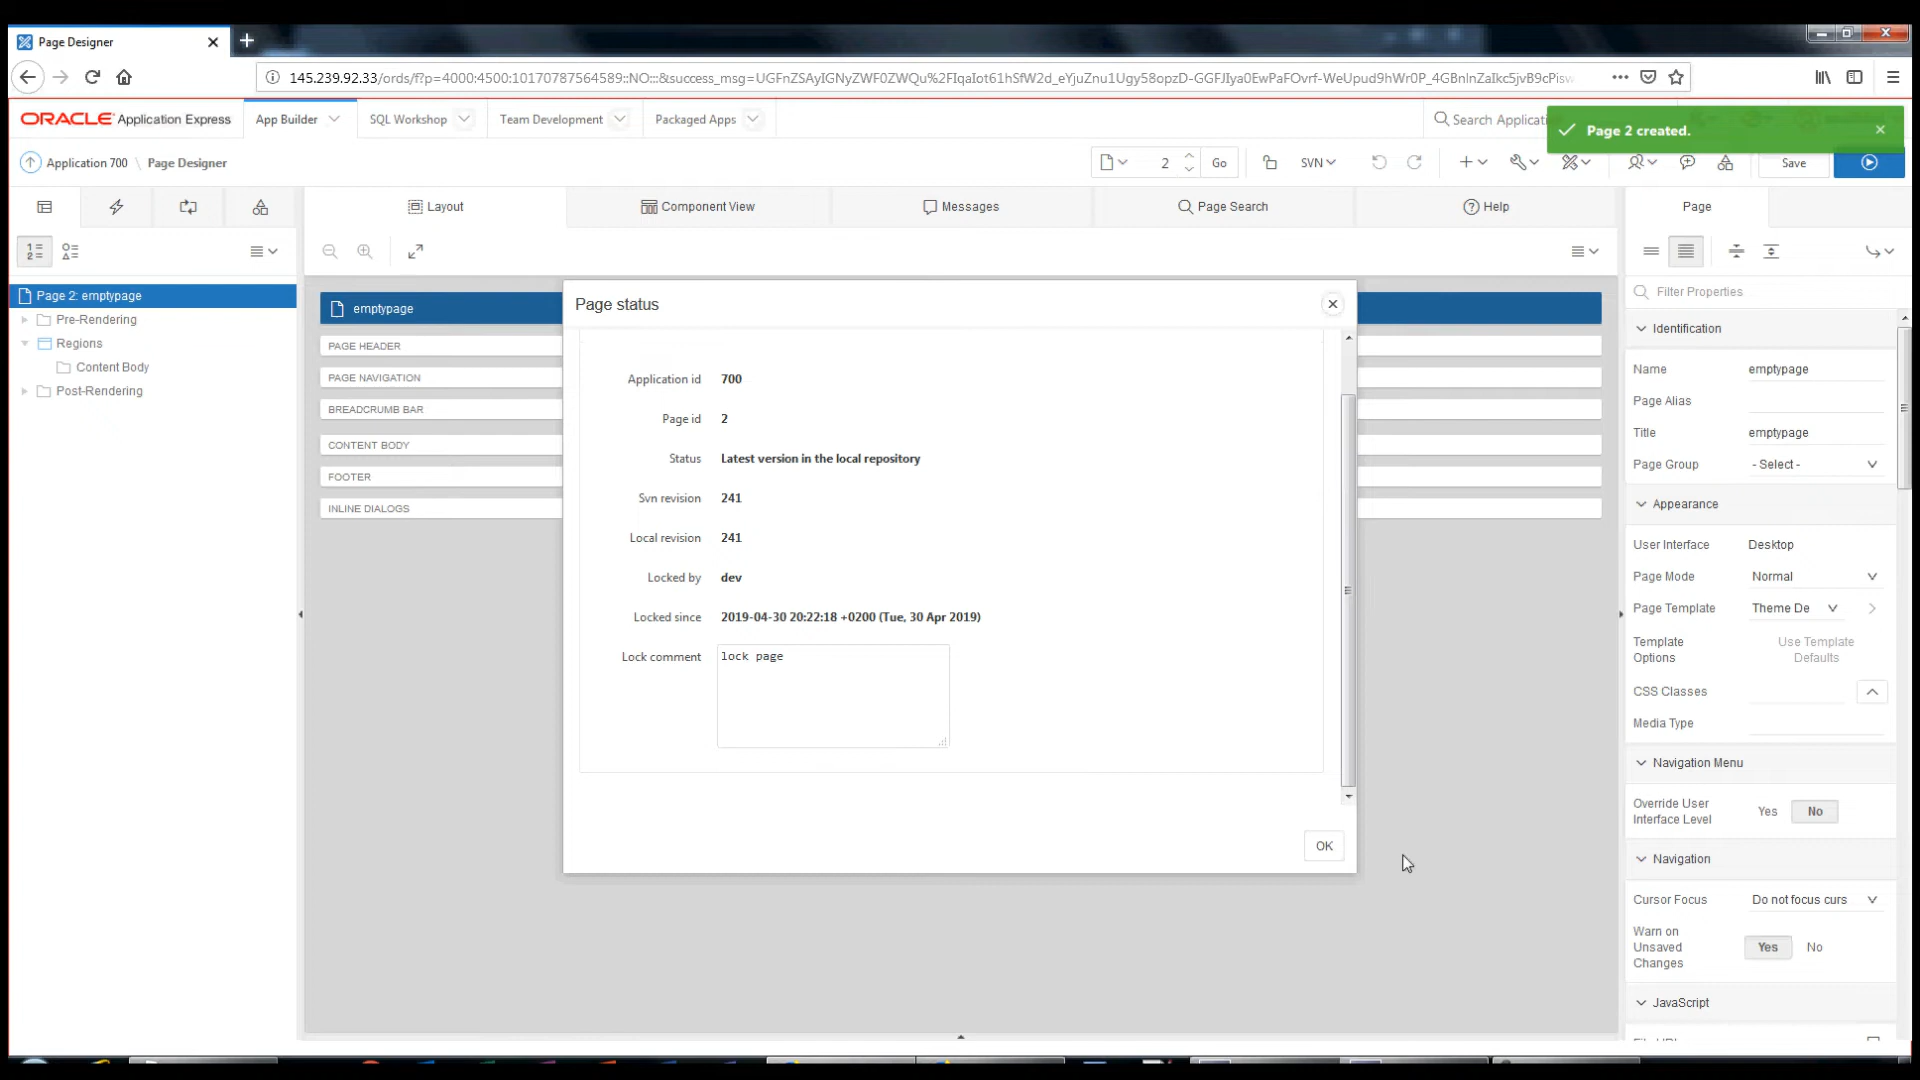 Page Designer
145.239.92.33/ords/f?p=4000:4500:10170787564589::NO:::&success_msg=UGFnZSAyIGNyZWF0ZWQu%2FIqaIot61hSfW2d_eYjuZnu1Ugy58opzD-GGFJIya0EwPaFOvrf-WeUpud9hWr0P_4GBnInZaIkc5jvB9cPisw
ORACLE Application Express
App Builder
SQL Workshop
Team Development
Packaged Apps
Search Applicati
Page 2 created.
Application 700 \ Page Designer
2
Go
SVN
Save
Layout
Component View
Messages
Page Search
Help
Page
Page 2: emptypage
Pre-Rendering
Regions
Content Body
Post-Rendering
emptypage
PAGE HEADER
PAGE NAVIGATION
BREADCRUMB BAR
CONTENT BODY
FOOTER
INLINE DIALOGS
Page status
Application id 700
Page id 2
Status Latest version in the local repository
Svn revision 241
Local revision 241
Locked by dev
Locked since 2019-04-30 20:22:18 +0200 (Tue, 30 Apr 2019)
Lock comment lock page
OK
Filter Properties
Identification
Name emptypage
Page Alias
Title emptypage
Page Group - Select -
Appearance
User Interface Desktop
Page Mode Normal
Page Template Theme De
Template Options Use Template Defaults
CSS Classes
Media Type
Navigation Menu
Override User Interface Level Yes No
Navigation
Cursor Focus Do not focus curs
Warn on Unsaved Changes Yes No
JavaScript